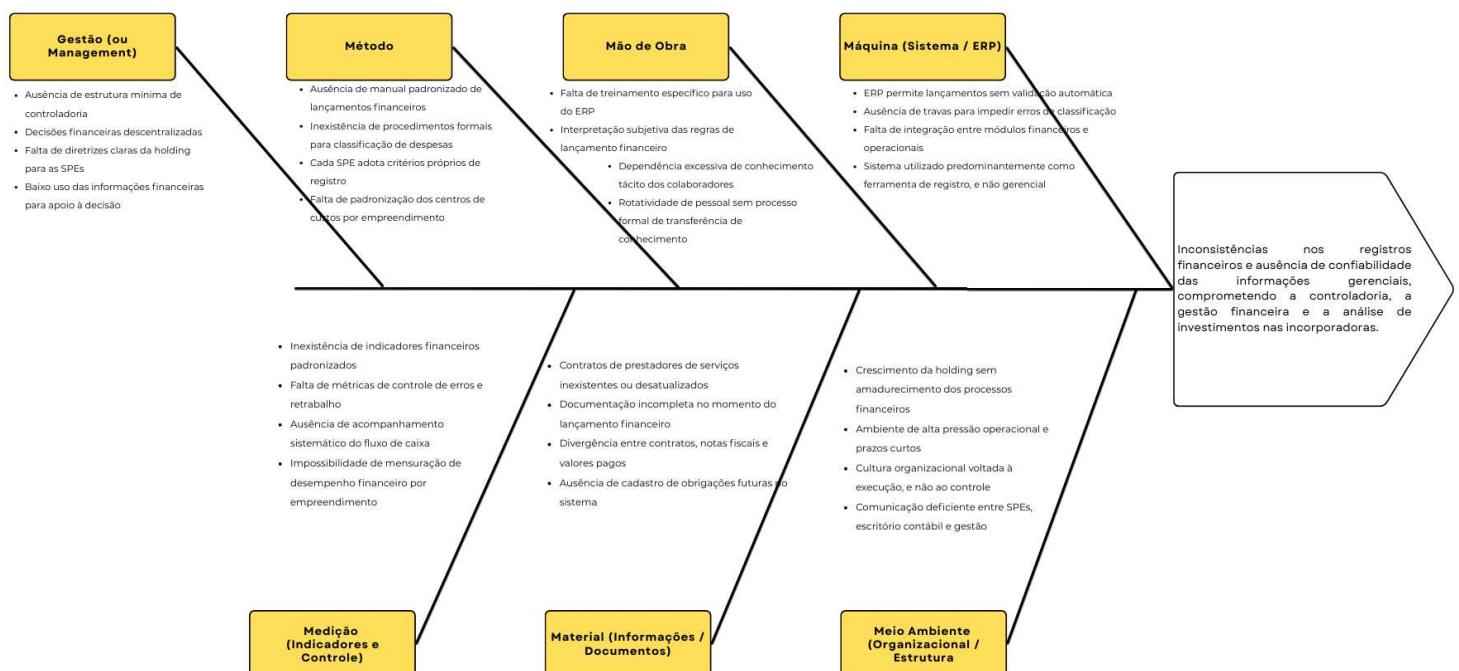 Gestão (ou
Management)
Ausência de estrutura mínima de
controladoria
Decisões financeiras descentralizadas
Falta de diretrizes claras da holding
para as SPEs
Baixo uso das informações financeiras
para apoio à decisão
Método
Ausência de manual padronizado de
lançamentos financeiros
Inexistência de procedimentos formais
para classificação de despesas
Cada SPE adota critérios próprios de
registro
Falta de padronização dos centros de
custos por empreendimento
Mão de Obra
Falta de treinamento específico para uso
do ERP
Interpretação subjetiva das regras de
lançamento financeiro
Dependência excessiva de conhecimento
tácito dos colaboradores
Rotatividade de pessoal sem processo
formal de transferência de
conhecimento
Máquina (Sistema / ERP)
ERP permite lançamentos sem validação automática
Ausência de travas para impedir erros de classificação
Falta de integração entre módulos financeiros e
operacionais
Sistema utilizado predominantemente como
ferramenta de registro, e não gerencial
Inconsistências nos registros
financeiros e ausência de confiabilidade
das informações gerenciais,
comprometendo a controladoria, a
gestão financeira e a análise de
investimentos nas incorporadoras.
Inexistência de indicadores financeiros
padronizados
Falta de métricas de controle de erros e
retrabalho
Ausência de acompanhamento
sistemático do fluxo de caixa
Impossibilidade de mensuração de
desempenho financeiro por
empreendimento
Medição
(Indicadores e
Controle)
Contratos de prestadores de serviços
inexistentes ou desatualizados
Documentação incompleta no momento do
lançamento financeiro
Divergência entre contratos, notas fiscais e
valores pagos
Ausência de cadastro de obrigações futuras no
sistema
Material (Informações /
Documentos)
Crescimento da holding sem
amadurecimento dos processos
financeiros
Ambiente de alta pressão operacional e
prazos curtos
Cultura organizacional voltada à
execução, e não ao controle
Comunicação deficiente entre SPEs,
escritório contábil e gestão
Meio Ambiente
(Organizacional /
Estrutura